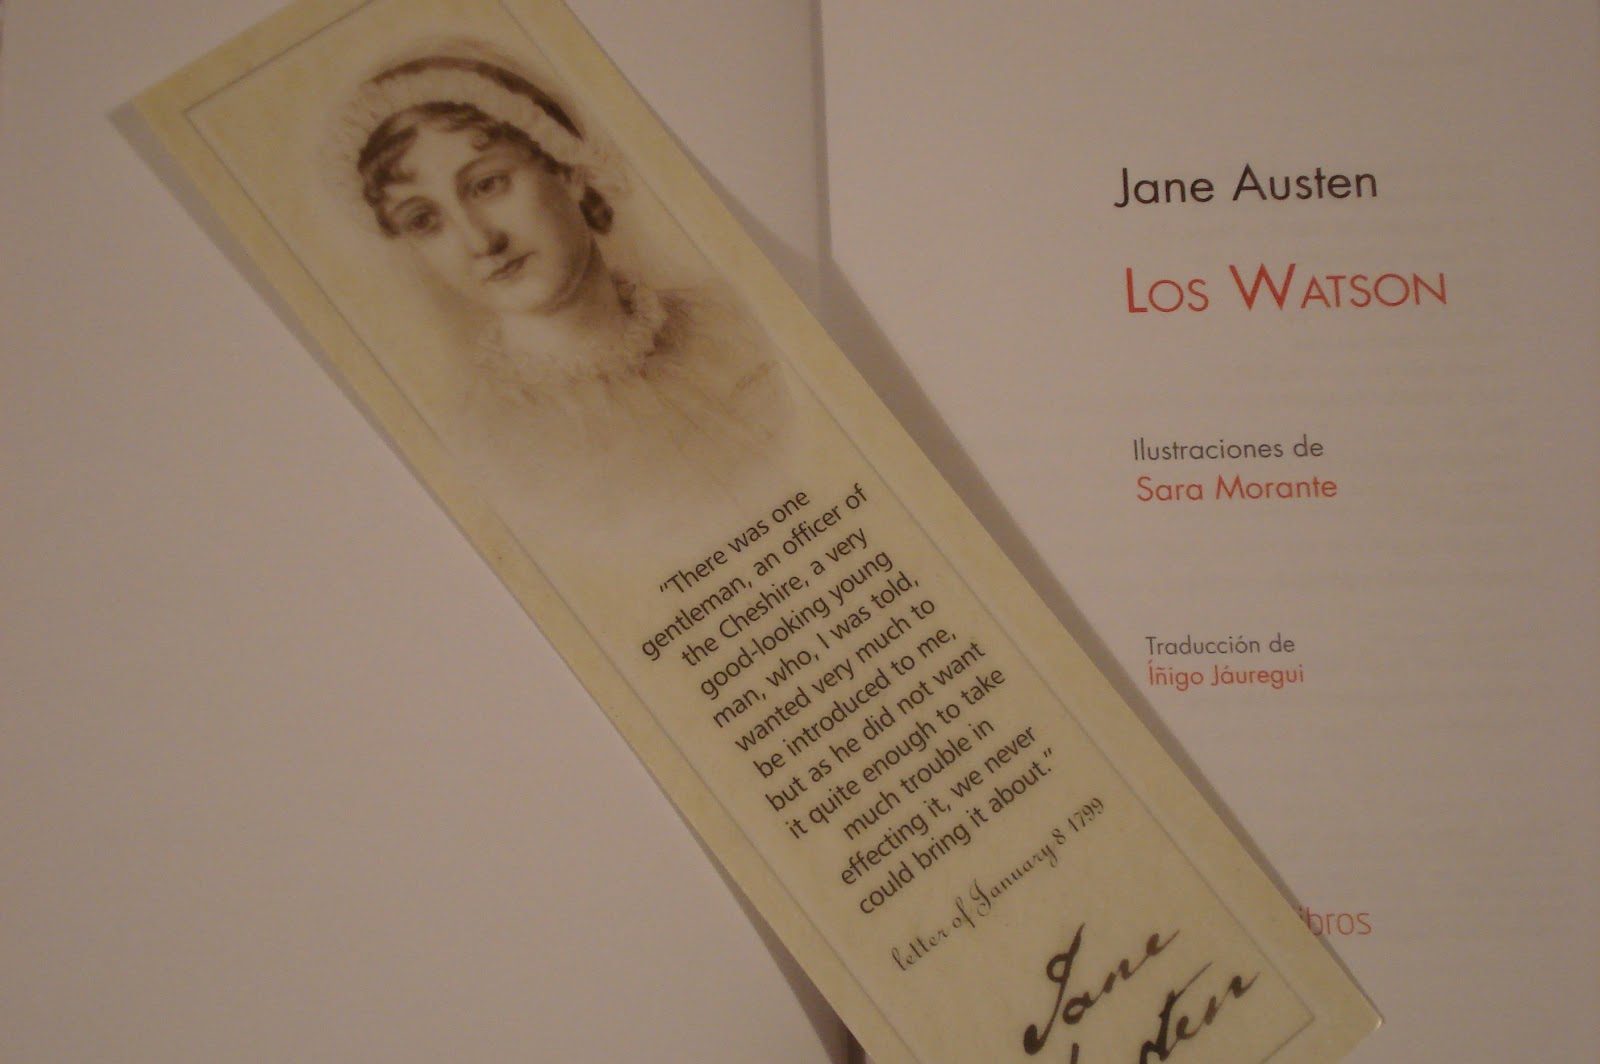 “There was one
gentleman, an officer of
the Cheshire, a very
good-looking young
man, who, I was told,
wanted very much to
be introduced to me,
but as he did not want
it quite enough to take
much trouble in
effecting it, we never
could bring it about.”
letter of January 8 1799
Jane
Jane Austen
LOS WATSON
Ilustraciones de
Sara Morante
Traducción de
Íñigo Jáuregui